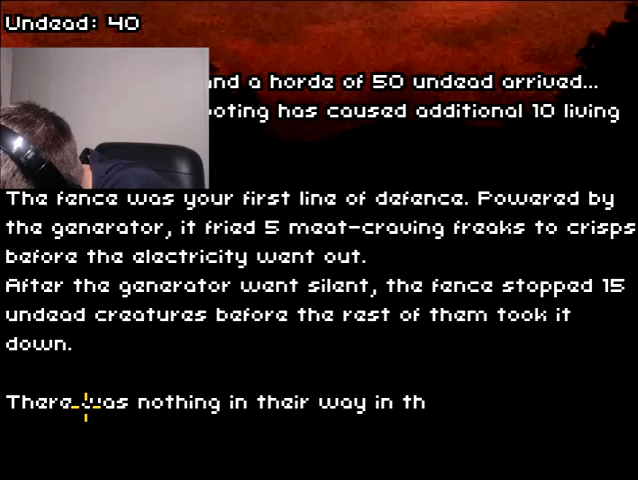 Undead: 40
and a horde of 50 undead arrived...
has caused additional 10 living
The fence was your first line of defence. Powered by
the generator, it fried 5 meat-craving freaks to crisps
before the electricity went out.
After the generator went silent, the fence stopped 15
undead creatures before the rest of them took it
down.
There was nothing in their way in th